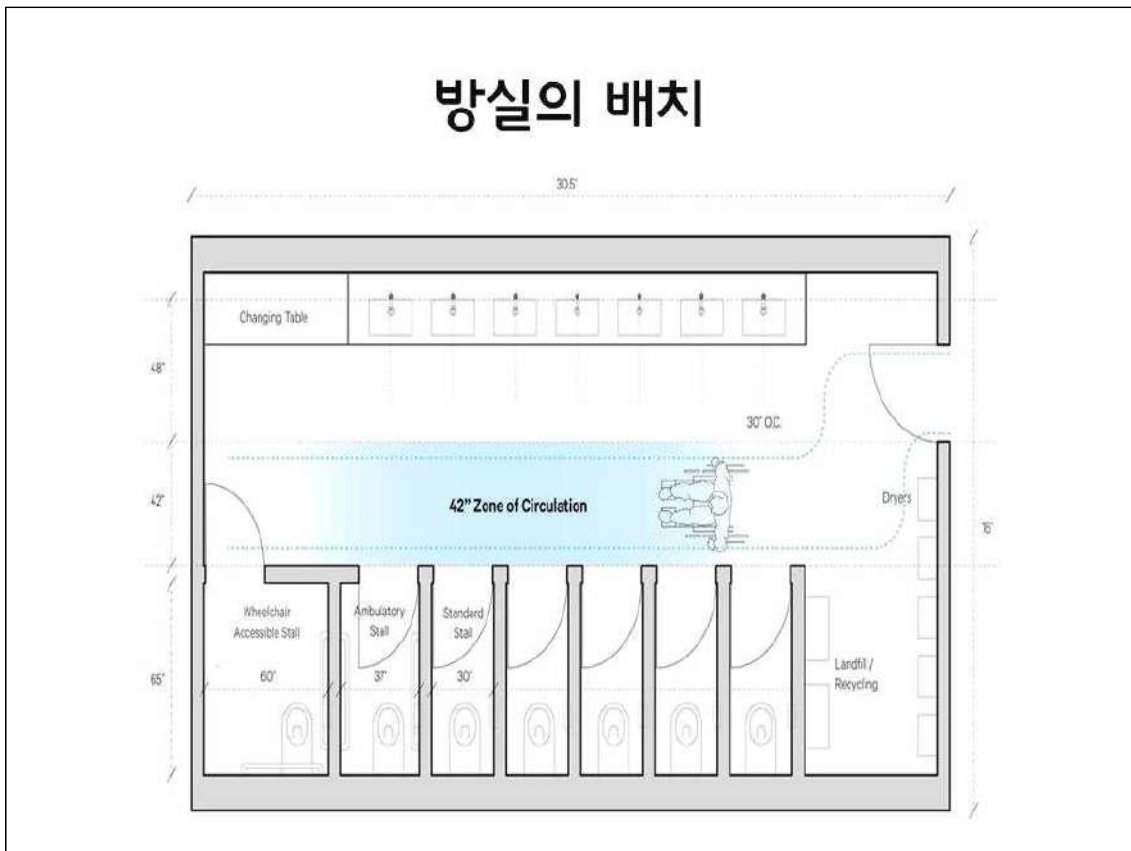 방실의 배치
30.5'
Changing Table
48"
30" O.C.
42"
42" Zone of Circulation
Dryers
Wheelchair
Accessible Stall
Ambulatory
Stall
Standard
Stall
65"
60"
37"
30"
Landfill /
Recycling